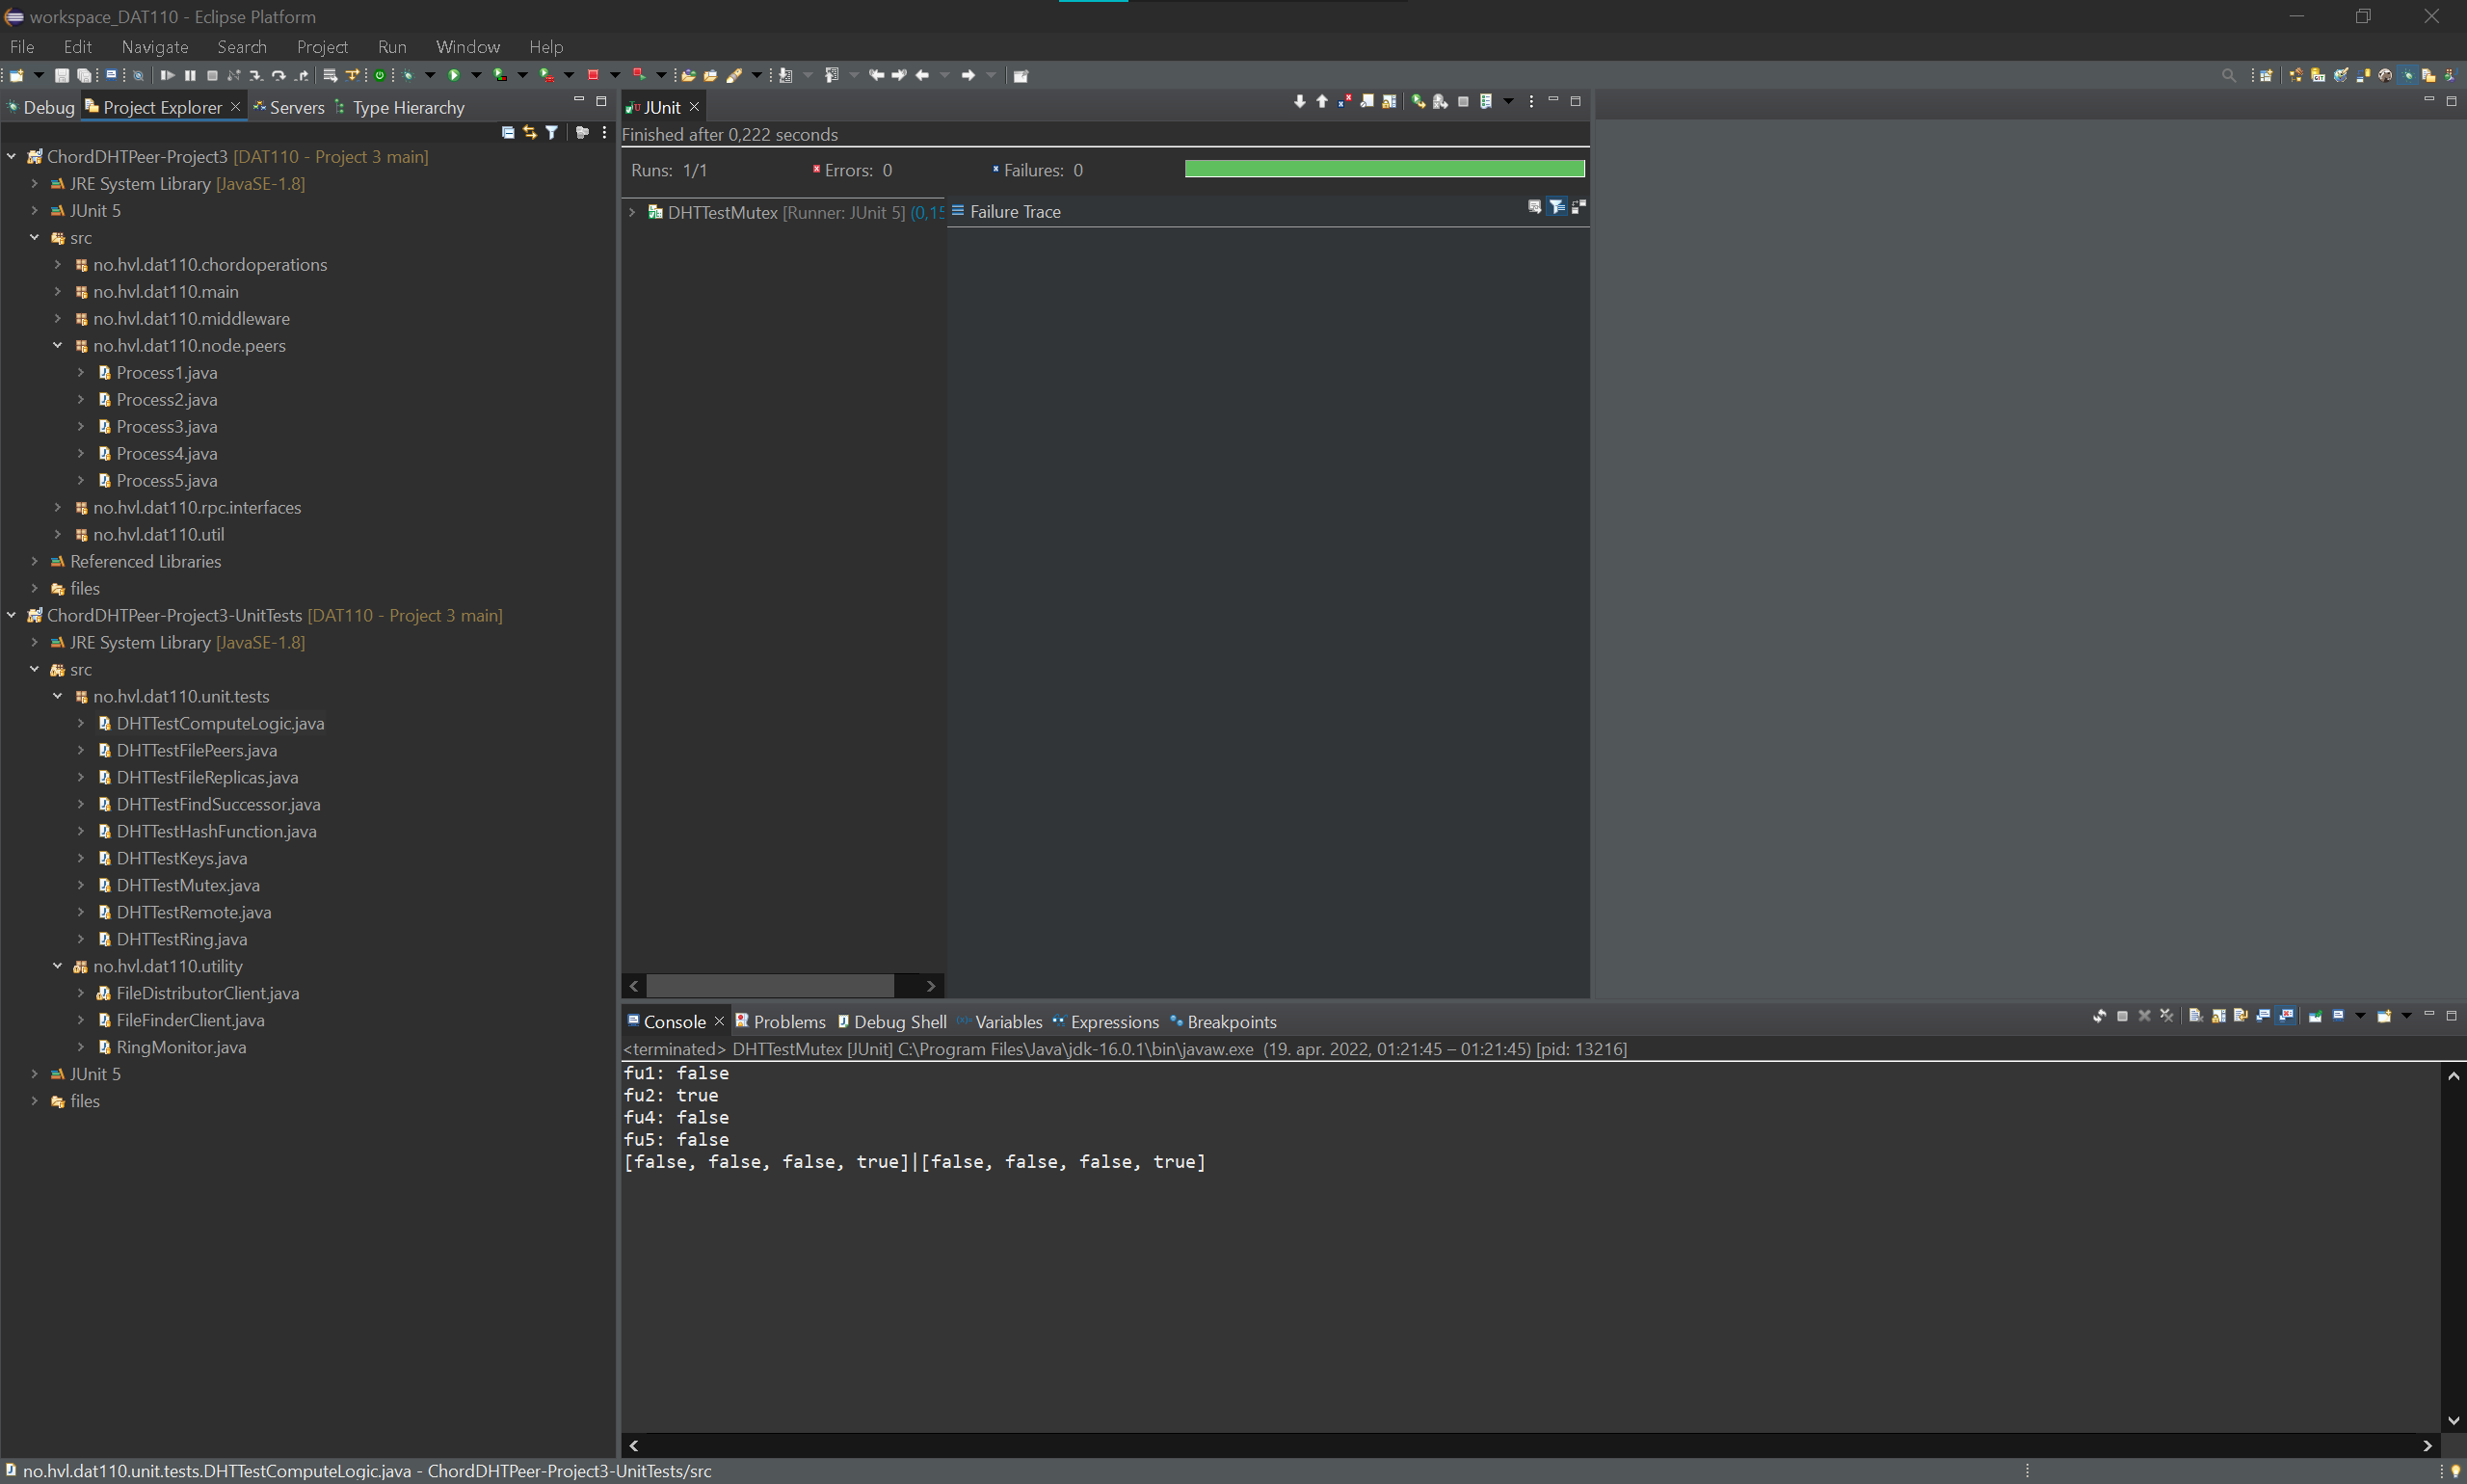 workspace_DAT110 - Eclipse Platform
File Edit Navigate Search Project Run Window Help
Debug Project Explorer Servers Type Hierarchy
ChordDHTPeer-Project3 [DAT110 - Project 3 main]
JRE System Library [JavaSE-1.8]
JUnit 5
src
no.hvl.dat110.chordoperations
no.hvl.dat110.main
no.hvl.dat110.middleware
no.hvl.dat110.node.peers
Process1.java
Process2.java
Process3.java
Process4.java
Process5.java
no.hvl.dat110.rpc.interfaces
no.hvl.dat110.util
Referenced Libraries
files
ChordDHTPeer-Project3-UnitTests [DAT110 - Project 3 main]
JRE System Library [JavaSE-1.8]
src
no.hvl.dat110.unit.tests
DHTTestComputeLogic.java
DHTTestFilePeers.java
DHTTestFileReplicas.java
DHTTestFindSuccessor.java
DHTTestHashFunction.java
DHTTestKeys.java
DHTTestMutex.java
DHTTestRemote.java
DHTTestRing.java
no.hvl.dat110.utility
FileDistributorClient.java
FileFinderClient.java
RingMonitor.java
JUnit 5
files
JUnit
Finished after 0,222 seconds
Runs: 1/1 Errors: 0 Failures: 0
DHTTestMutex [Runner: JUnit 5] (0,15
Failure Trace
Console Problems Debug Shell Variables Expressions Breakpoints
<terminated> DHTTestMutex [JUnit] C:\Program Files\Java\jdk-16.0.1\bin\javaw.exe (19. apr. 2022, 01:21:45 – 01:21:45) [pid: 13216]
fu1: false
fu2: true
fu4: false
fu5: false
[false, false, false, true]|[false, false, false, true]
no.hvl.dat110.unit.tests.DHTTestComputeLogic.java - ChordDHTPeer-Project3-UnitTests/src